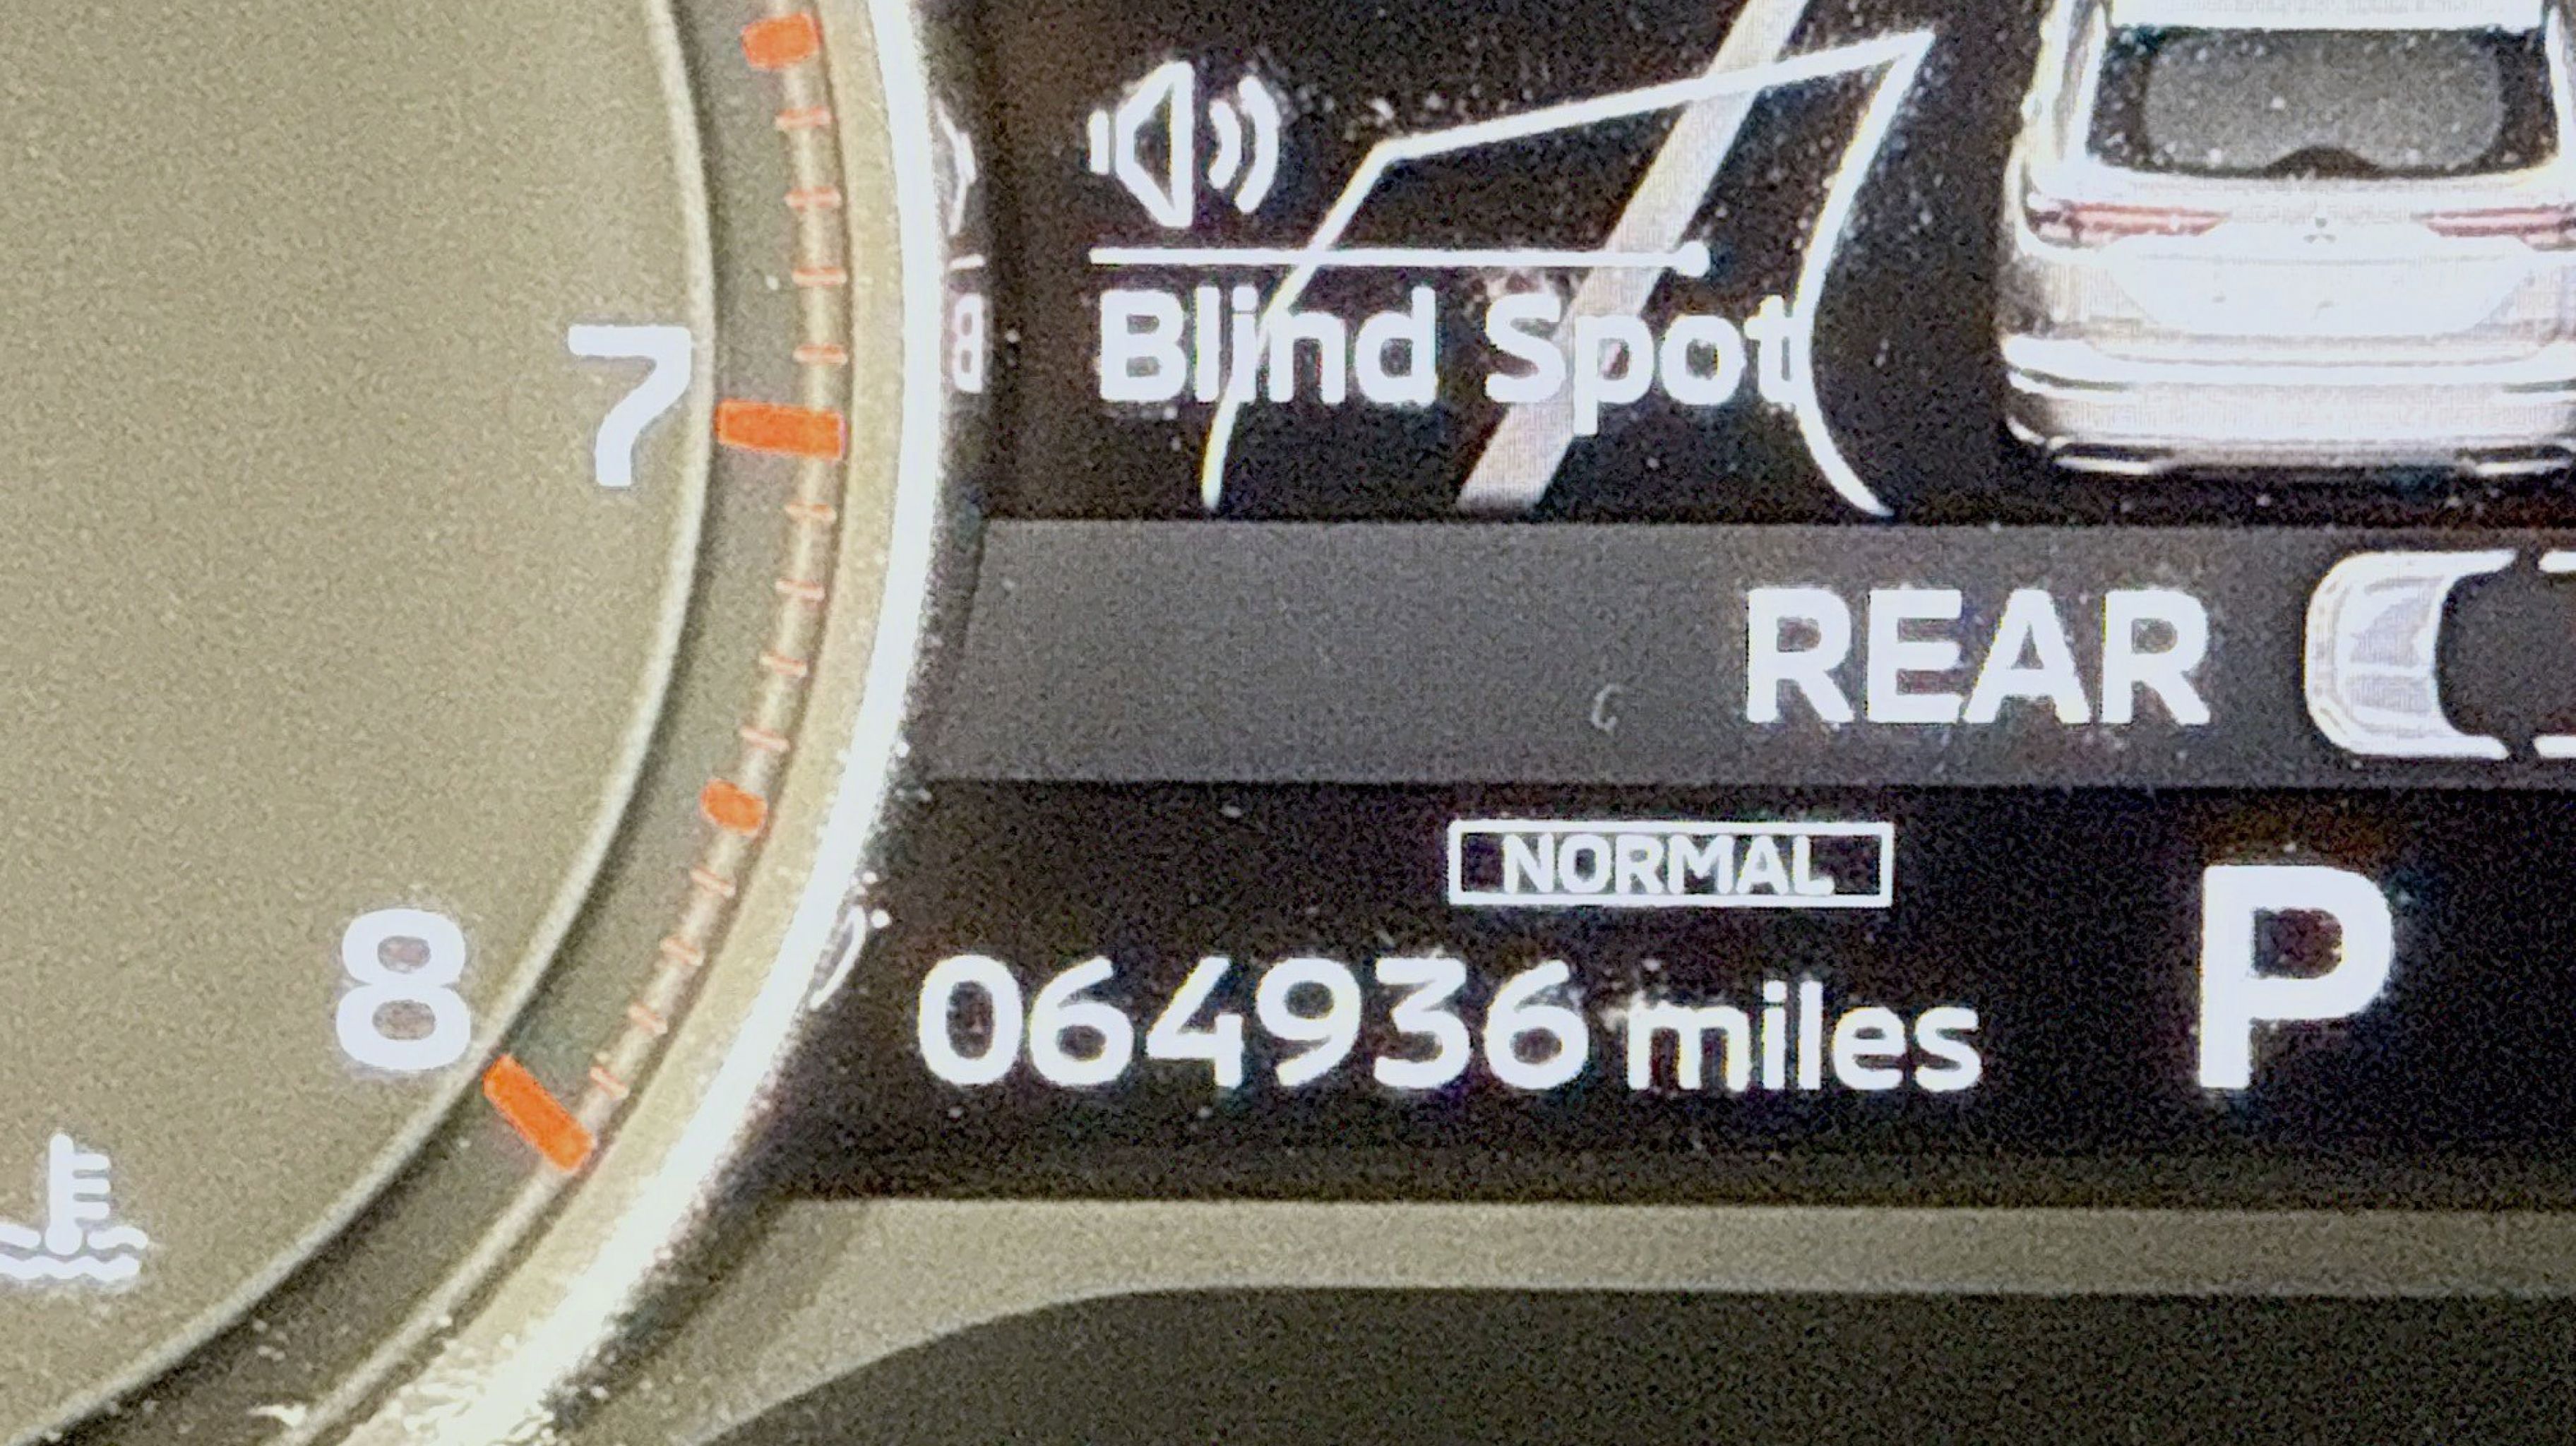 Blind Spot
7
REAR
NORMAL
8
064936 miles
P